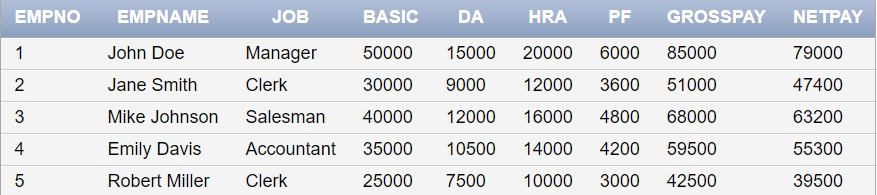 EMPNO EMPNAME JOB BASIC DA HRA PF GROSSPAY NETPAY
1 John Doe Manager 50000 15000 20000 6000 85000 79000
2 Jane Smith Clerk 30000 9000 12000 3600 51000 47400
3 Mike Johnson Salesman 40000 12000 16000 4800 68000 63200
4 Emily Davis Accountant 35000 10500 14000 4200 59500 55300
5 Robert Miller Clerk 25000 7500 10000 3000 42500 39500